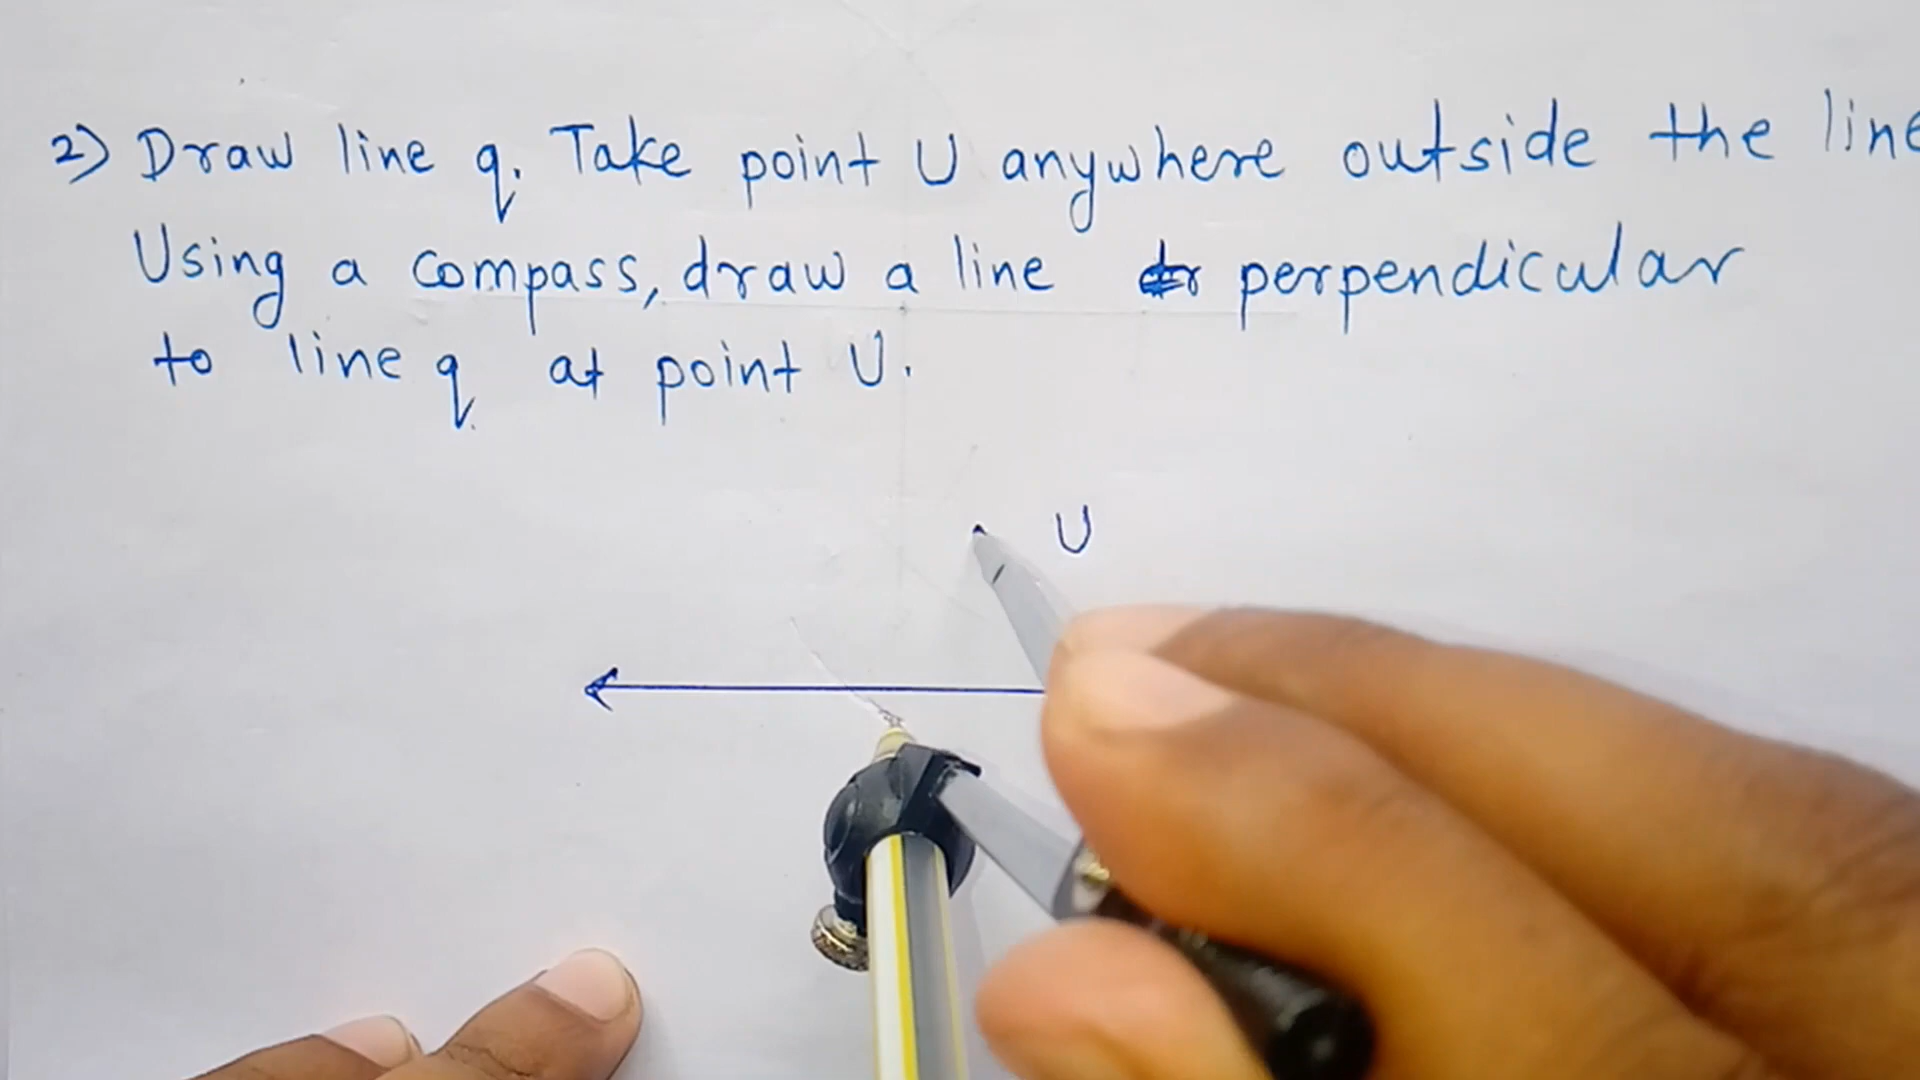 2) Draw line q. Take point U anywhere outside the line
Using a compass, draw a line perpendicular
to line q at point U.
U